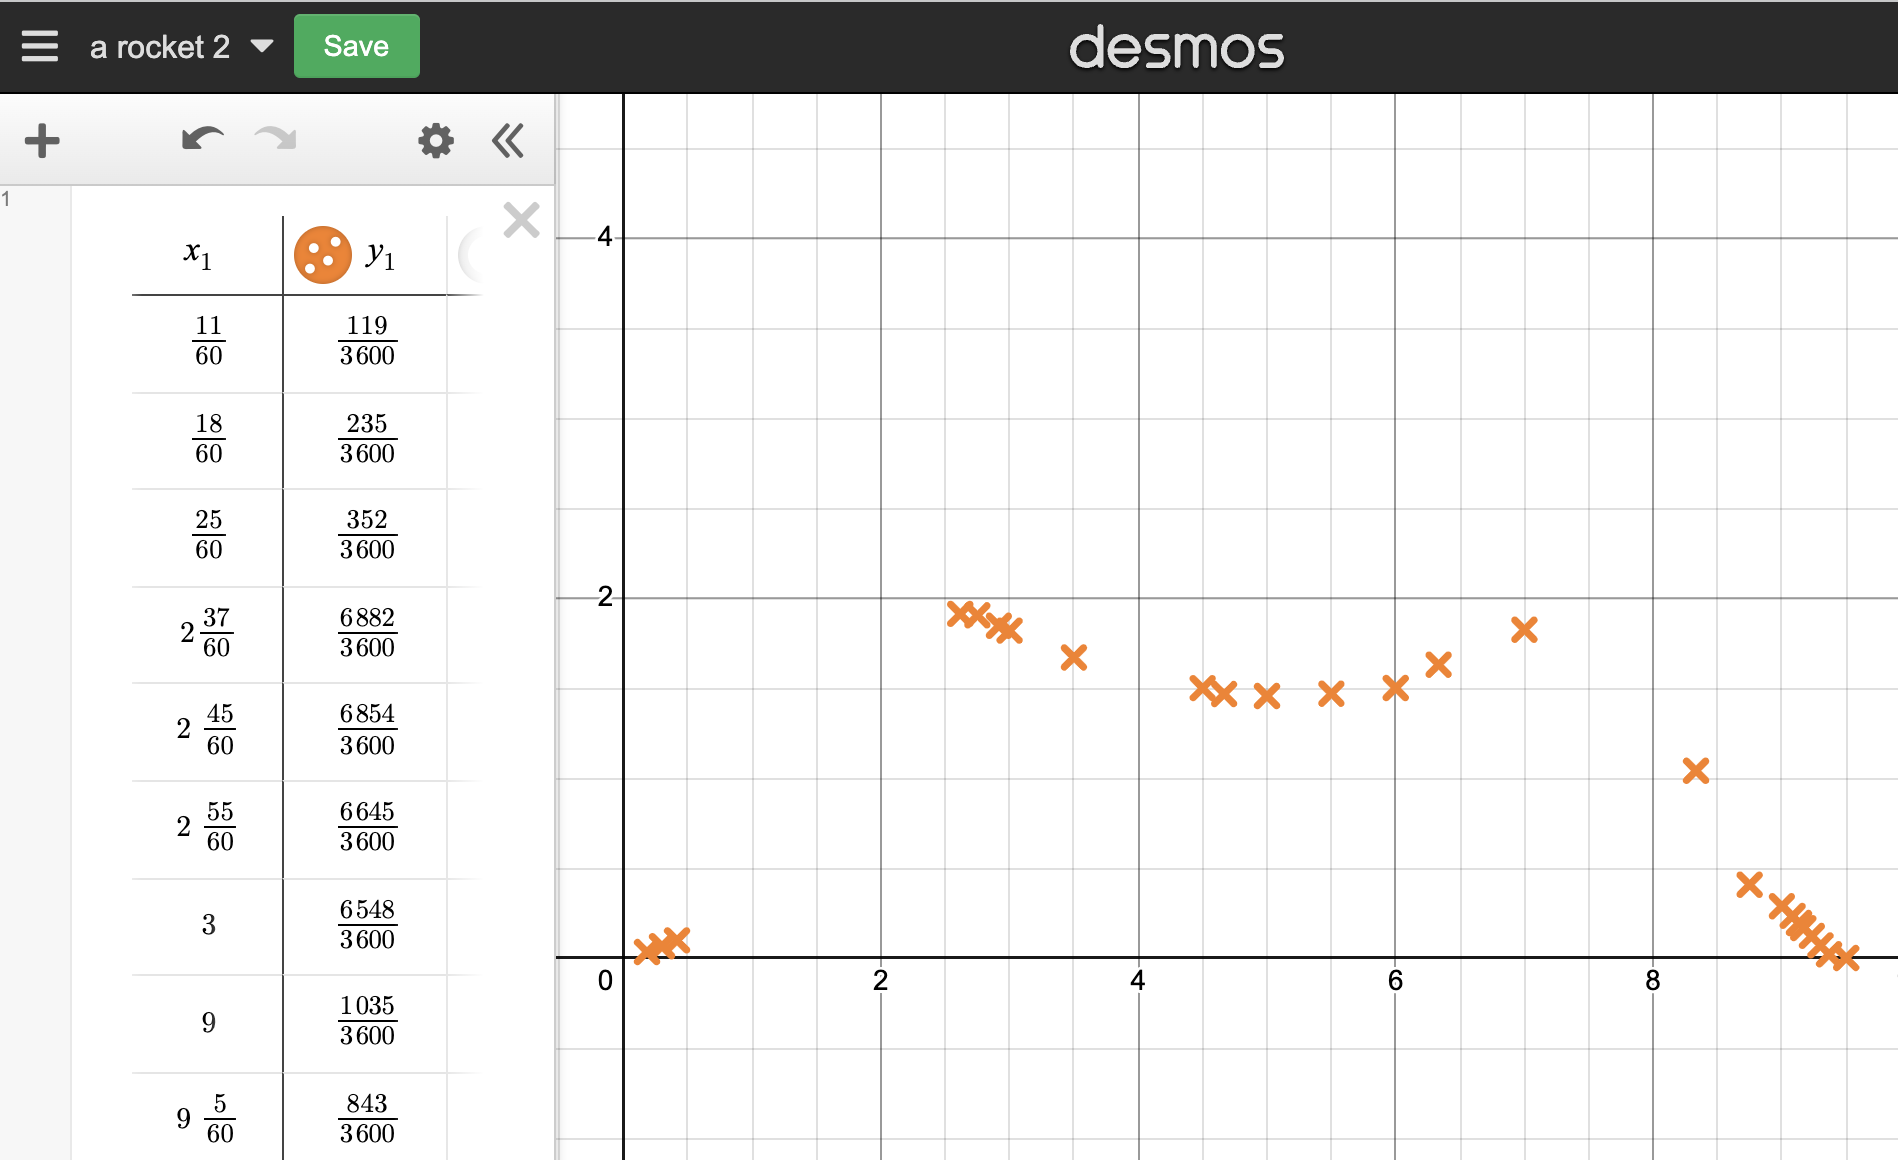 a rocket 2
Save
desmos
1
x₁ y₁
11/60 119/3600
18/60 235/3600
25/60 352/3600
2 37/60 6882/3600
2 45/60 6854/3600
2 55/60 6645/3600
3 6548/3600
9 1035/3600
9 5/60 843/3600
4
2
0 2 4 6 8